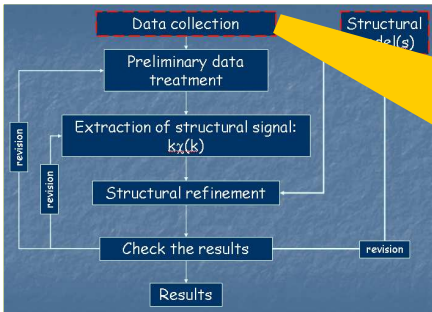 Data collection
Structural
Preliminary data
treatment
Extraction of structural signal:
kχ(k)
revision
revision
Structural refinement
Check the results
revision
Results